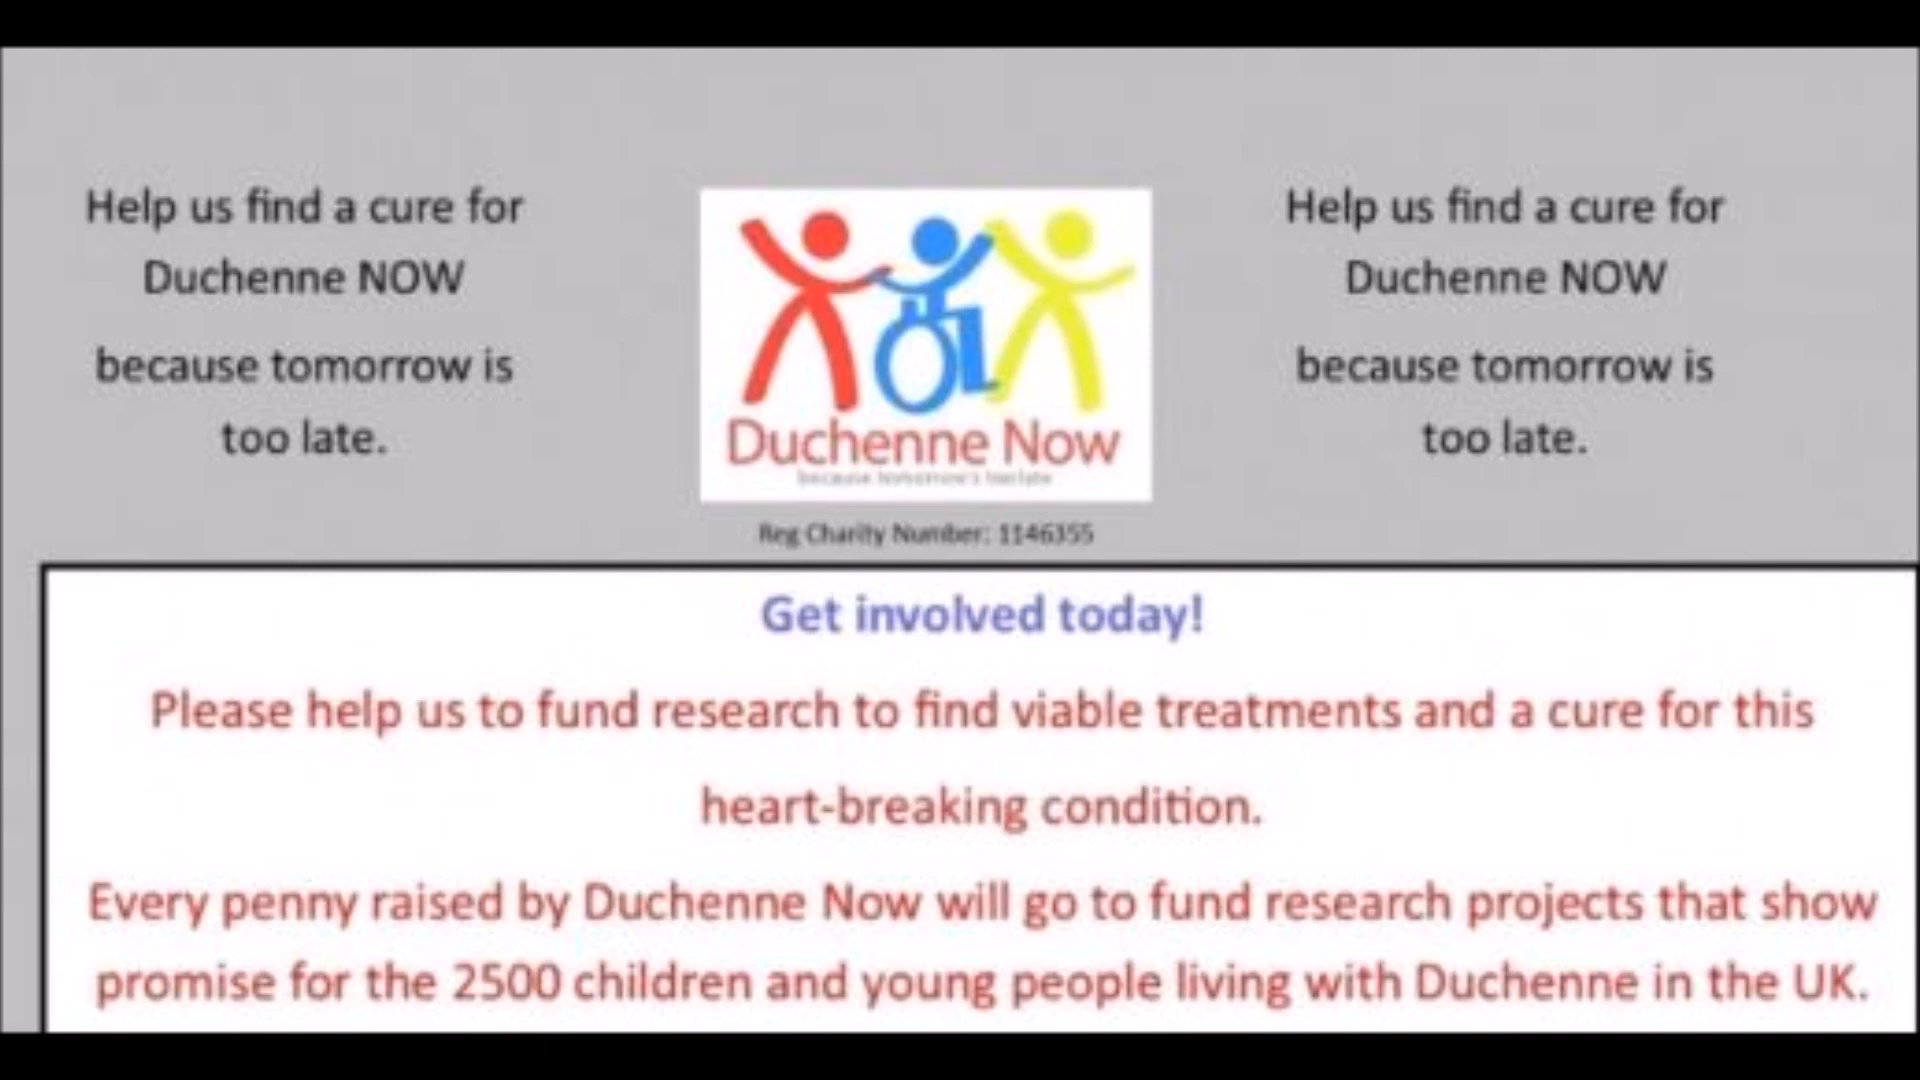 Help us find a cure for
Duchenne NOW
because tomorrow is
too late.
Duchenne Now
because tomorrow's too late
Reg Charity Number: 1146355
Help us find a cure for
Duchenne NOW
because tomorrow is
too late.
Get involved today!
Please help us to fund research to find viable treatments and a cure for this
heart-breaking condition.
Every penny raised by Duchenne Now will go to fund research projects that show
promise for the 2500 children and young people living with Duchenne in the UK.